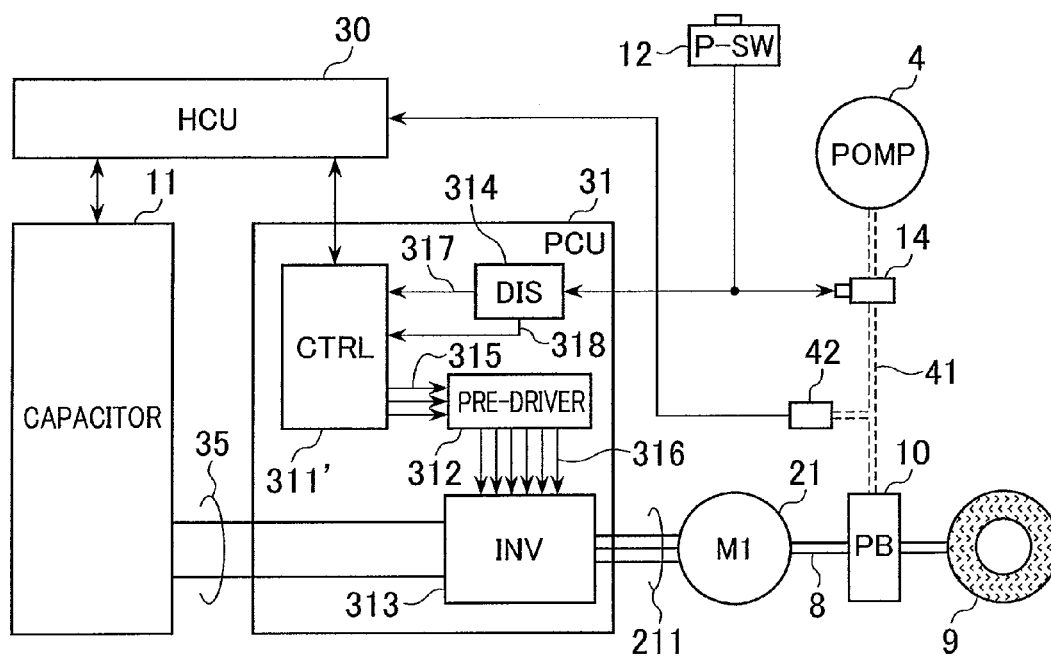 30
12
P-SW
4
HCU
POMP
11
314
31
PCU
317
14
DIS
318
CTRL
315
42
41
PRE-DRIVER
CAPACITOR
35
311'
312
316
21
10
INV
M1
PB
313
211
8
9